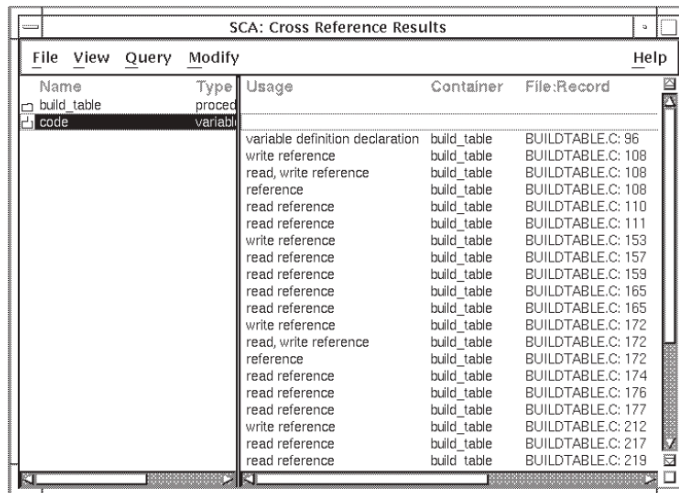 SCA: Cross Reference Results
File View Query Modify Help
Name Type Usage Container File:Record
build_table proced
code variabl
variable definition declaration build_table BUILDTABLE.C: 96
write reference build_table BUILDTABLE.C: 108
read, write reference build_table BUILDTABLE.C: 108
reference build_table BUILDTABLE.C: 108
read reference build_table BUILDTABLE.C: 110
read reference build_table BUILDTABLE.C: 111
write reference build_table BUILDTABLE.C: 153
read reference build_table BUILDTABLE.C: 157
read reference build_table BUILDTABLE.C: 159
read reference build_table BUILDTABLE.C: 165
read reference build_table BUILDTABLE.C: 165
write reference build_table BUILDTABLE.C: 172
read, write reference build_table BUILDTABLE.C: 172
reference build_table BUILDTABLE.C: 172
read reference build_table BUILDTABLE.C: 174
read reference build_table BUILDTABLE.C: 176
read reference build_table BUILDTABLE.C: 177
write reference build_table BUILDTABLE.C: 212
read reference build_table BUILDTABLE.C: 217
read reference build_table BUILDTABLE.C: 219